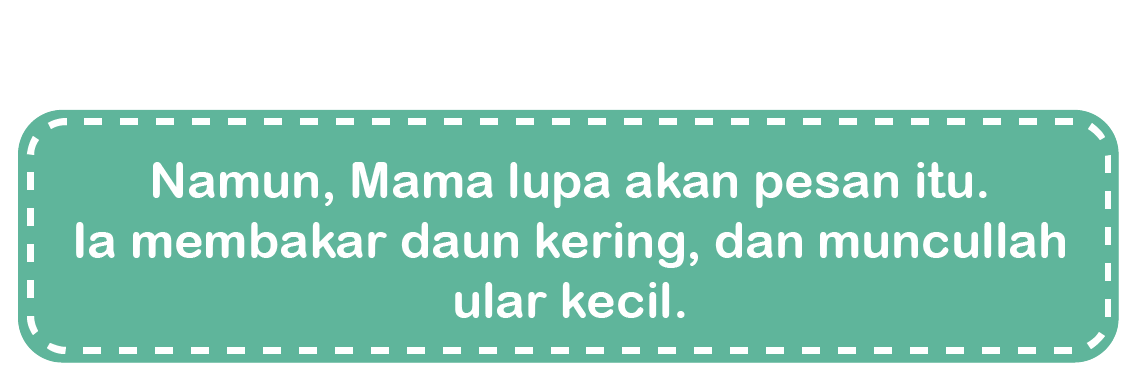 Namun, Mama lupa akan pesan itu.
Ia membakar daun kering, dan muncullah
ular kecil.